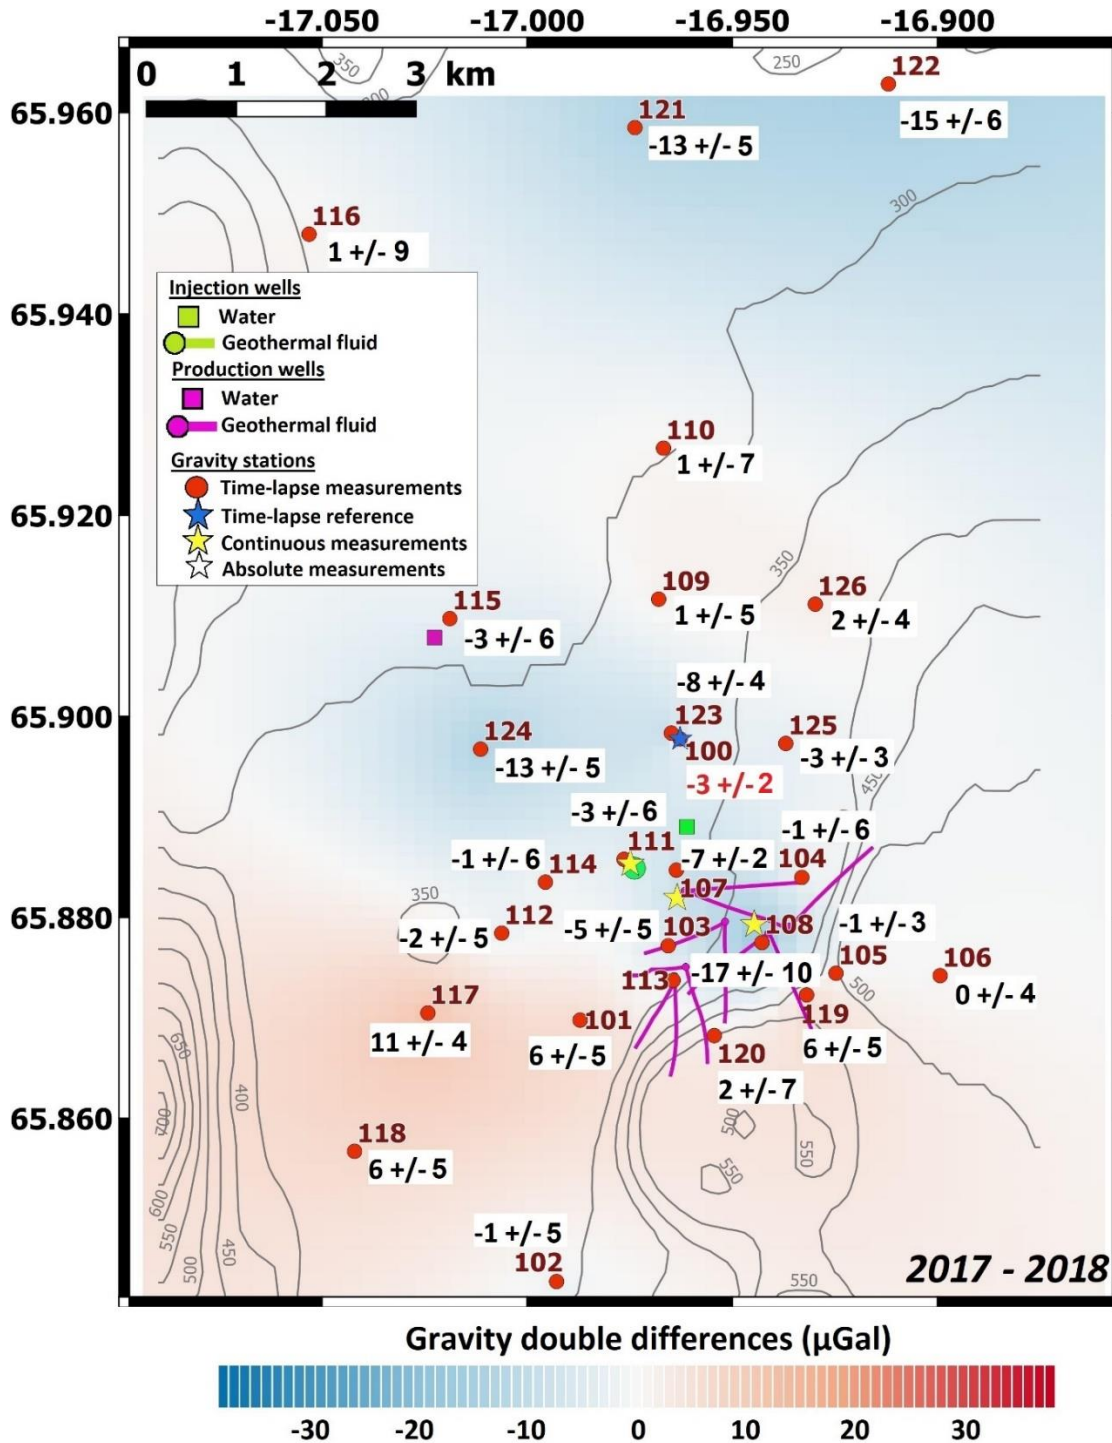 -17.050 -17.000 -16.950 -16.900
0 1 2 3 km
350
300
250
122
-15 +/- 6
65.960
121
-13 +/- 5
116
1 +/- 9
300
Injection wells
Water
Geothermal fluid
Production wells
Water
Geothermal fluid
Gravity stations
Time-lapse measurements
Time-lapse reference
Continuous measurements
Absolute measurements
65.940
110
1 +/- 7
65.920
350
109
1 +/- 5
126
2 +/- 4
115
-3 +/- 6
-8 +/- 4
65.900
123
100
-3 +/- 2
125
-3 +/- 3
124
-13 +/- 5
450
-3 +/- 6
-1 +/- 6
111
-7 +/- 2
104
-1 +/- 6
114
107
65.880
350
112
-2 +/- 5
-5 +/- 5
103
108
-1 +/- 3
105
106
0 +/- 4
-17 +/- 10
113
500
117
11 +/- 4
101
6 +/- 5
119
6 +/- 5
120
2 +/- 7
65.860
650
700
400
500
550
550
118
6 +/- 5
600
550
500
450
-1 +/- 5
102
550
2017 - 2018
Gravity double differences (µGal)
-30 -20 -10 0 10 20 30